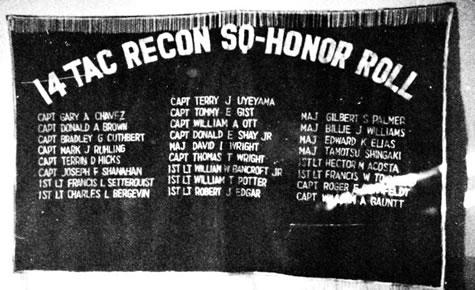 14 TAC RECON SQ-HONOR ROLL
CAPT GARY A CHAVEZ
CAPT DONALD A BROWN
CAPT BRADLEY G CUTHBERT
CAPT MARK J RUHLING
CAPT TERRIN D HICKS
CAPT JOSEPH F SHANAHAN
1ST LT FRANCIS L SETTERQUIST
1ST LT CHARLES L BERGEVIN
CAPT TERRY J UYEYAMA
CAPT TOMMY E GIST
CAPT WILLIAM A OTT
CAPT DONALD E SHAY JR
MAJ DAVID I WRIGHT
CAPT THOMAS T WRIGHT
1ST LT WILLIAM W BANCROFT JR
1ST LT WILLIAM T POTTER
1ST LT ROBERT J EDGAR
MAJ GILBERT S PALMER
MAJ BILLIE J WILLIAMS
MAJ EDWARD K ELIAS
MAJ TAMOTSU SHINGAKI
1ST LT HECTOR M ACOSTA
1ST LT FRANCIS W
CAPT ROGER E
CAPT WILLIAM A GAUNTT